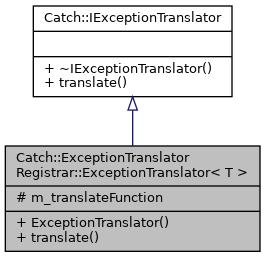 Catch::IExceptionTranslator
+ ~IExceptionTranslator()
+ translate()
Catch::ExceptionTranslator
Registrar::ExceptionTranslator< T >
# m_translateFunction
+ ExceptionTranslator()
+ translate()